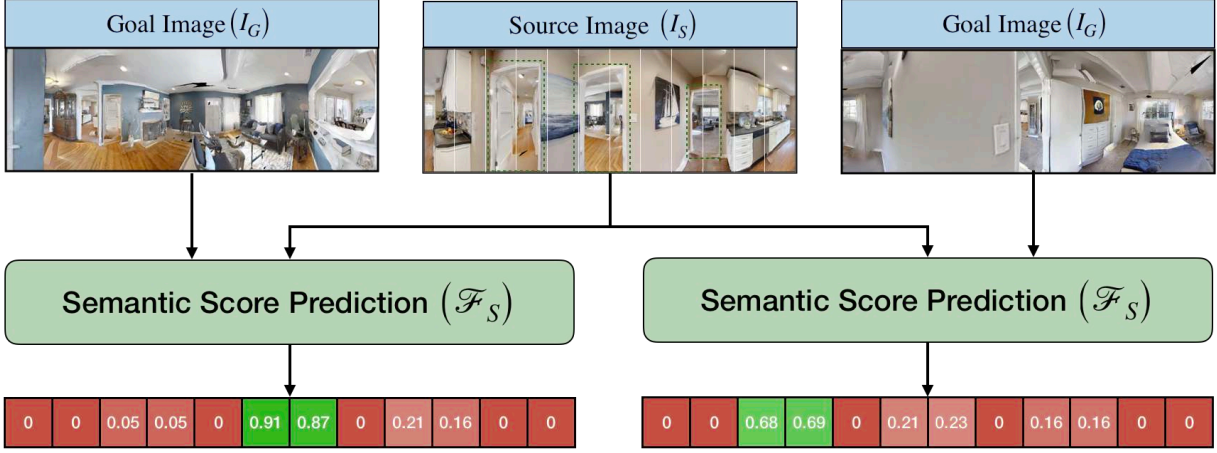 Goal Image (I_G)
Source Image (I_S)
Goal Image (I_G)
Semantic Score Prediction (ℱ_S)
Semantic Score Prediction (ℱ_S)
0 0 0.05 0.05 0 0.91 0.87 0 0.21 0.16 0 0
0 0 0.68 0.69 0 0.21 0.23 0 0.16 0.16 0 0